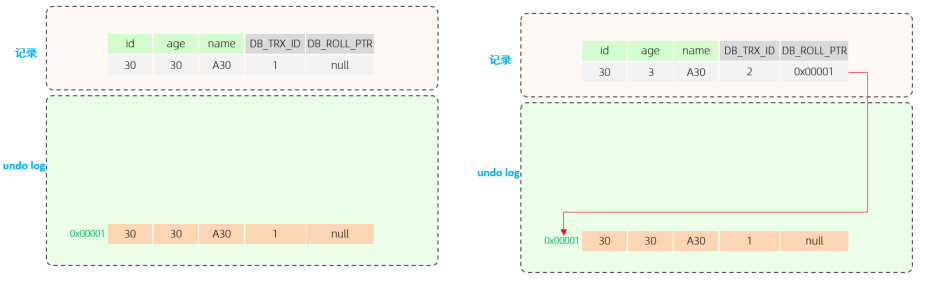 记录
id age name DB_TRX_ID DB_ROLL_PTR
30 30 A30 1 null
undo log
0x00001 30 30 A30 1 null
记录
id age name DB_TRX_ID DB_ROLL_PTR
30 3 A30 2 0x00001
undo log
0x00001 30 30 A30 1 null